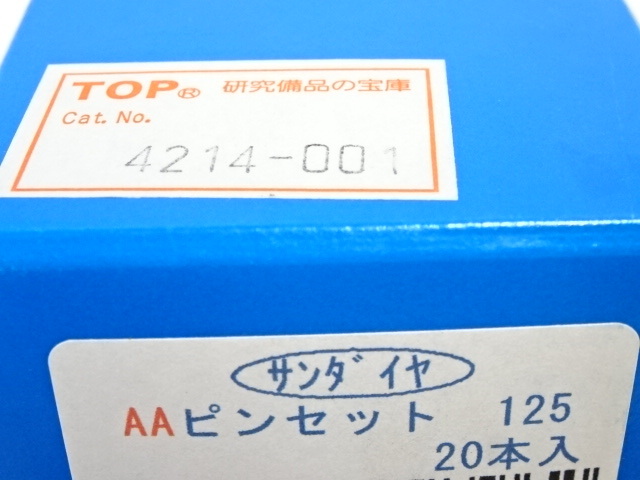 TOP® 研究備品の宝庫
Cat. No.
4214-001
サンダイヤ
AAピンセット 125
20本入